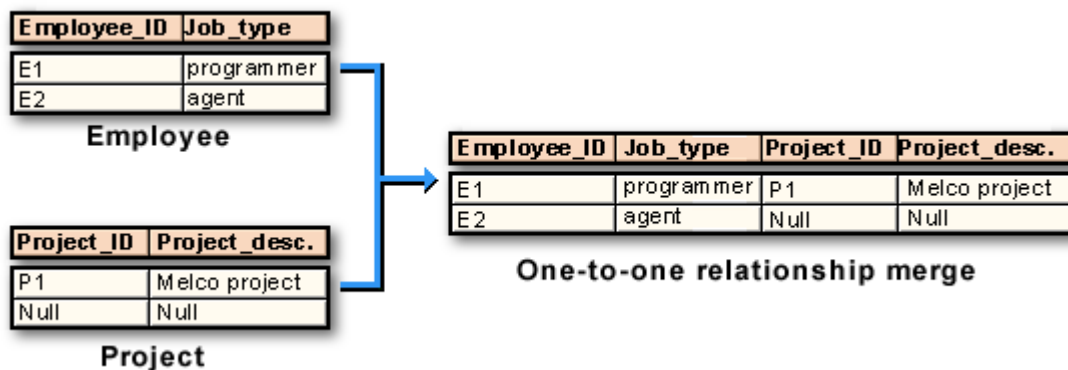 Employee_ID Job_type
E1 programmer
E2 agent
Employee
Project_ID Project_desc.
P1 Melco project
Null Null
Project
Employee_ID Job_type Project_ID Project_desc.
E1 programmer P1 Melco project
E2 agent Null Null
One-to-one relationship merge